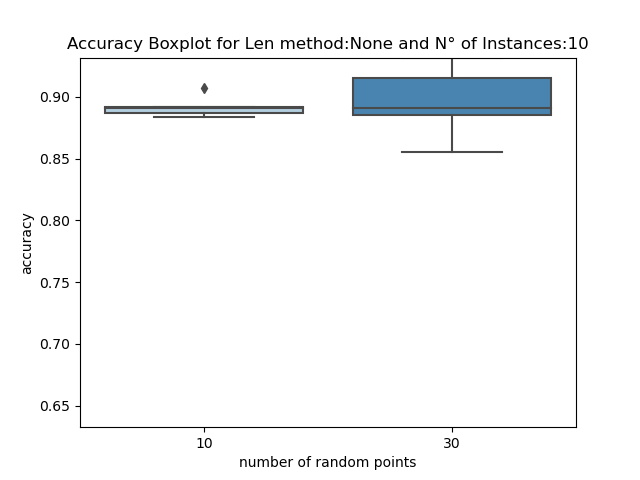 Accuracy Boxplot for Len method:None and N° of Instances:10
0.90
0.85
0.80
0.75
0.70
0.65
accuracy
10
30
number of random points